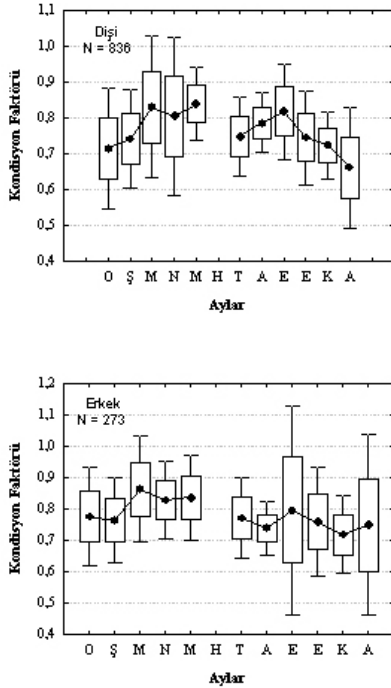 1,1
1,0
0,9
0,8
0,7
0,6
0,5
0,4
Kondisyon Faktörü
Dişi
N = 836
O Ş M N M H T A E E K A
Aylar
1,2
1,1
1,0
0,9
0,8
0,7
0,6
0,5
0,4
Kondisyon Faktörü
Erkek
N = 273
O Ş M N M H T A E E K A
Aylar